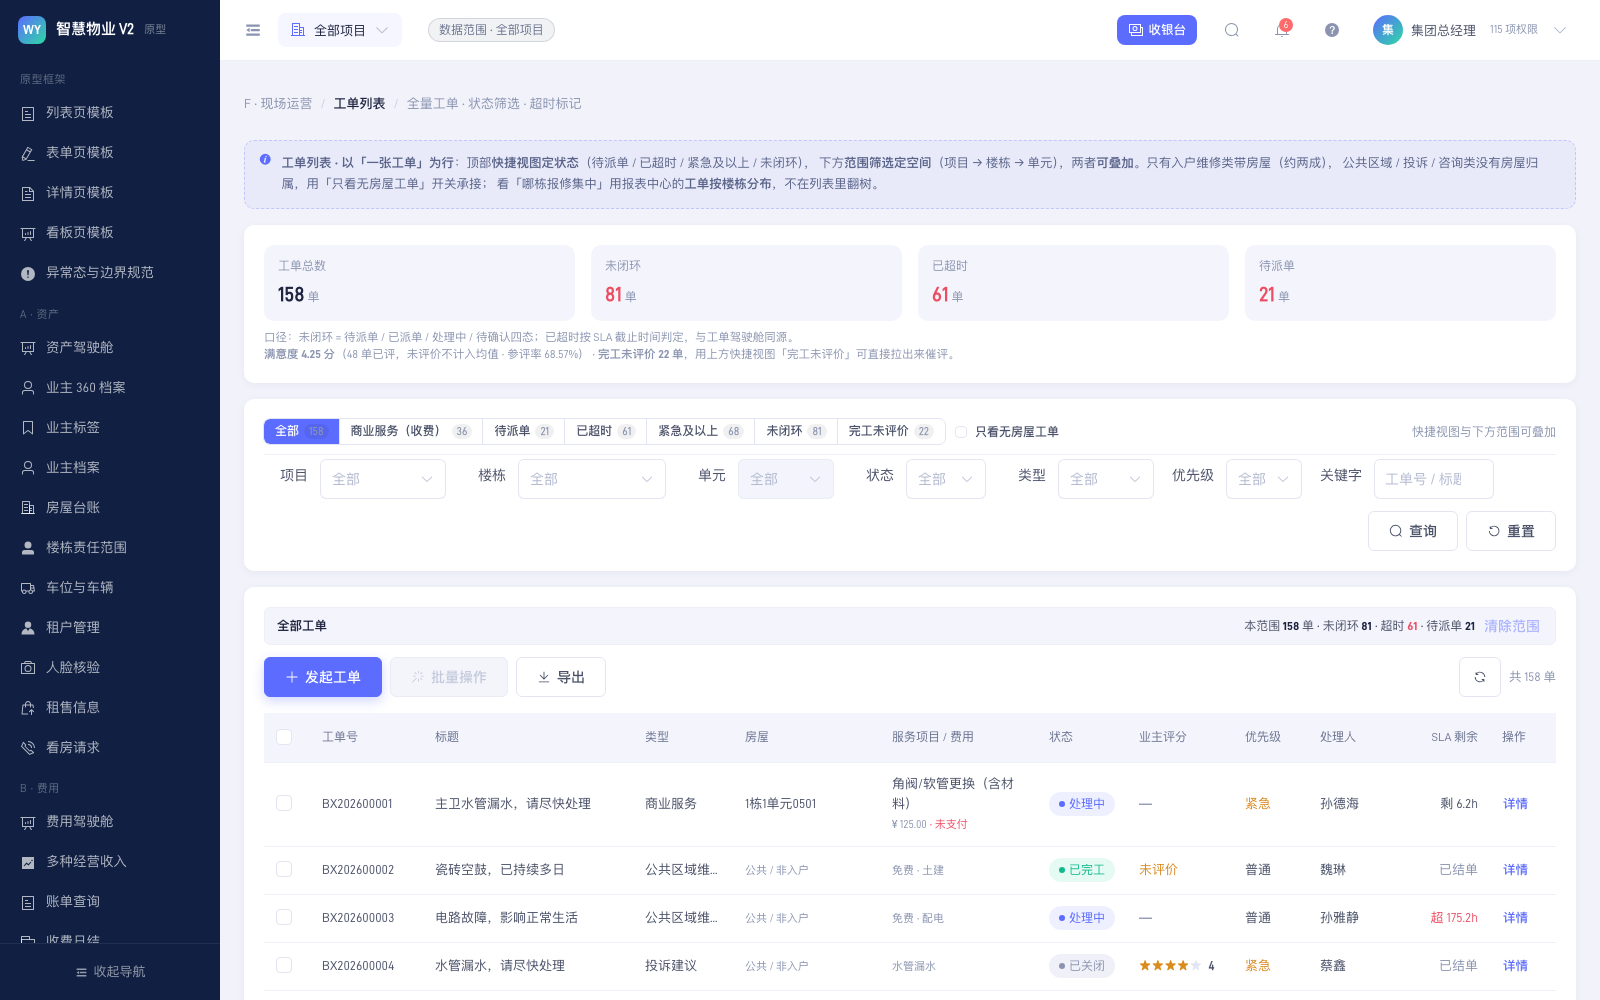 WY 智慧物业 V2 原型
全部项目
数据范围 · 全部项目
收银台
6
集 集团总经理 115 项权限
原型框架
列表页模板
表单页模板
详情页模板
看板页模板
异常态与边界规范
A · 资产
资产驾驶舱
业主 360 档案
业主标签
业主档案
房屋台账
楼栋责任范围
车位与车辆
租户管理
人脸核验
租售信息
看房请求
B · 费用
费用驾驶舱
多种经营收入
账单查询
收费日结
收起导航
F · 现场运营 / 工单列表 / 全量工单 · 状态筛选 · 超时标记
工单列表 · 以「一张工单」为行：顶部快捷视图定状态（待派单 / 已超时 / 紧急及以上 / 未闭环）， 下方范围筛选定空间（项目 → 楼栋 → 单元），两者可叠加。只有入户维修类带房屋（约两成）， 公共区域 / 投诉 / 咨询类没有房屋归
属，用「只看无房屋工单」开关承接； 看「哪栋报修集中」用报表中心的工单按楼栋分布，不在列表里翻树。
工单总数
158 单
未闭环
81 单
已超时
61 单
待派单
21 单
口径：未闭环 = 待派单 / 已派单 / 处理中 / 待确认四态；已超时按 SLA 截止时间判定，与工单驾驶舱同源。
满意度 4.25 分（48 单已评，未评价不计入均值 · 参评率 68.57%） · 完工未评价 22 单，用上方快捷视图「完工未评价」可直接拉出来催评。
全部 158 商业服务（收费） 36 待派单 21 已超时 61 紧急及以上 68 未闭环 81 完工未评价 22 只看无房屋工单 快捷视图与下方范围可叠加
项目 全部 楼栋 全部 单元 全部 状态 全部 类型 全部 优先级 全部 关键字 工单号 / 标题
查询 重置
全部工单 本范围 158 单 · 未闭环 81 · 超时 61 · 待派单 21 清除范围
发起工单 批量操作 导出 共 158 单
工单号 标题 类型 房屋 服务项目 / 费用 状态 业主评分 优先级 处理人 SLA 剩余 操作
BX202600001 主卫水管漏水，请尽快处理 商业服务 1栋1单元0501 角阀/软管更换（含材料） ¥ 125.00 · 未支付 处理中 — 紧急 孙德海 剩 6.2h 详情
BX202600002 瓷砖空鼓，已持续多日 公共区域维... 公共 / 非入户 免费 · 土建 已完工 未评价 普通 魏琳 已结单 详情
BX202600003 电路故障，影响正常生活 公共区域维... 公共 / 非入户 免费 · 配电 处理中 — 普通 孙雅静 超 175.2h 详情
BX202600004 水管漏水，请尽快处理 投诉建议 公共 / 非入户 水管漏水 已关闭 4 紧急 蔡鑫 已结单 详情